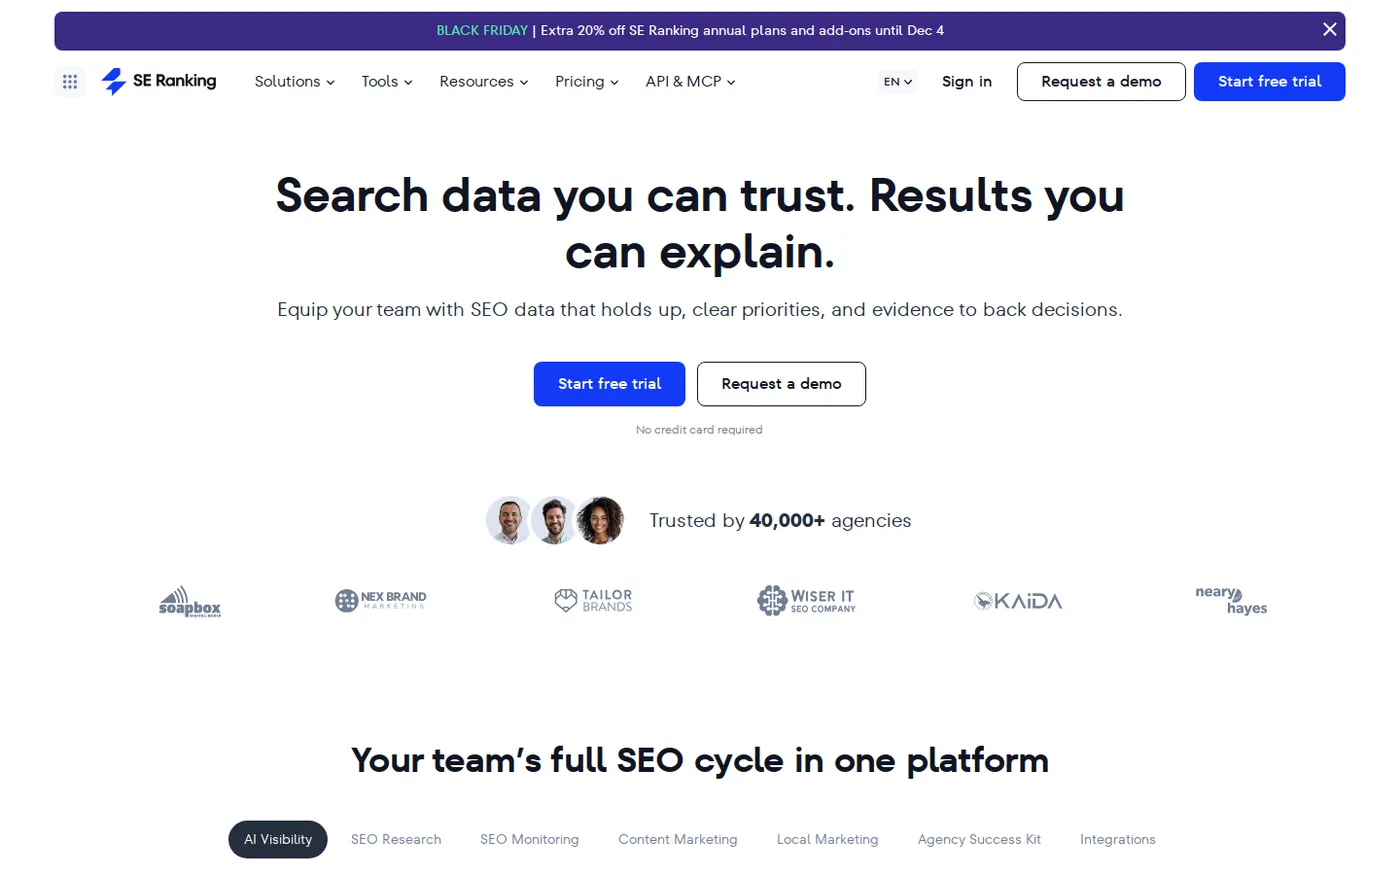 BLACK FRIDAY | Extra 20% off SE Ranking annual plans and add-ons until Dec 4
SE Ranking
Solutions
Tools
Resources
Pricing
API & MCP
EN
Sign in
Request a demo
Start free trial
Search data you can trust. Results you
can explain.
Equip your team with SEO data that holds up, clear priorities, and evidence to back decisions.
Start free trial
Request a demo
No credit card required
Trusted by 40,000+ agencies
soapbox
DIGITAL MEDIA
NEX BRAND
MARKETING
TAILOR
BRANDS
WISER IT
SEO COMPANY
KAiDA
neary
hayes
Your team’s full SEO cycle in one platform
AI Visibility
SEO Research
SEO Monitoring
Content Marketing
Local Marketing
Agency Success Kit
Integrations